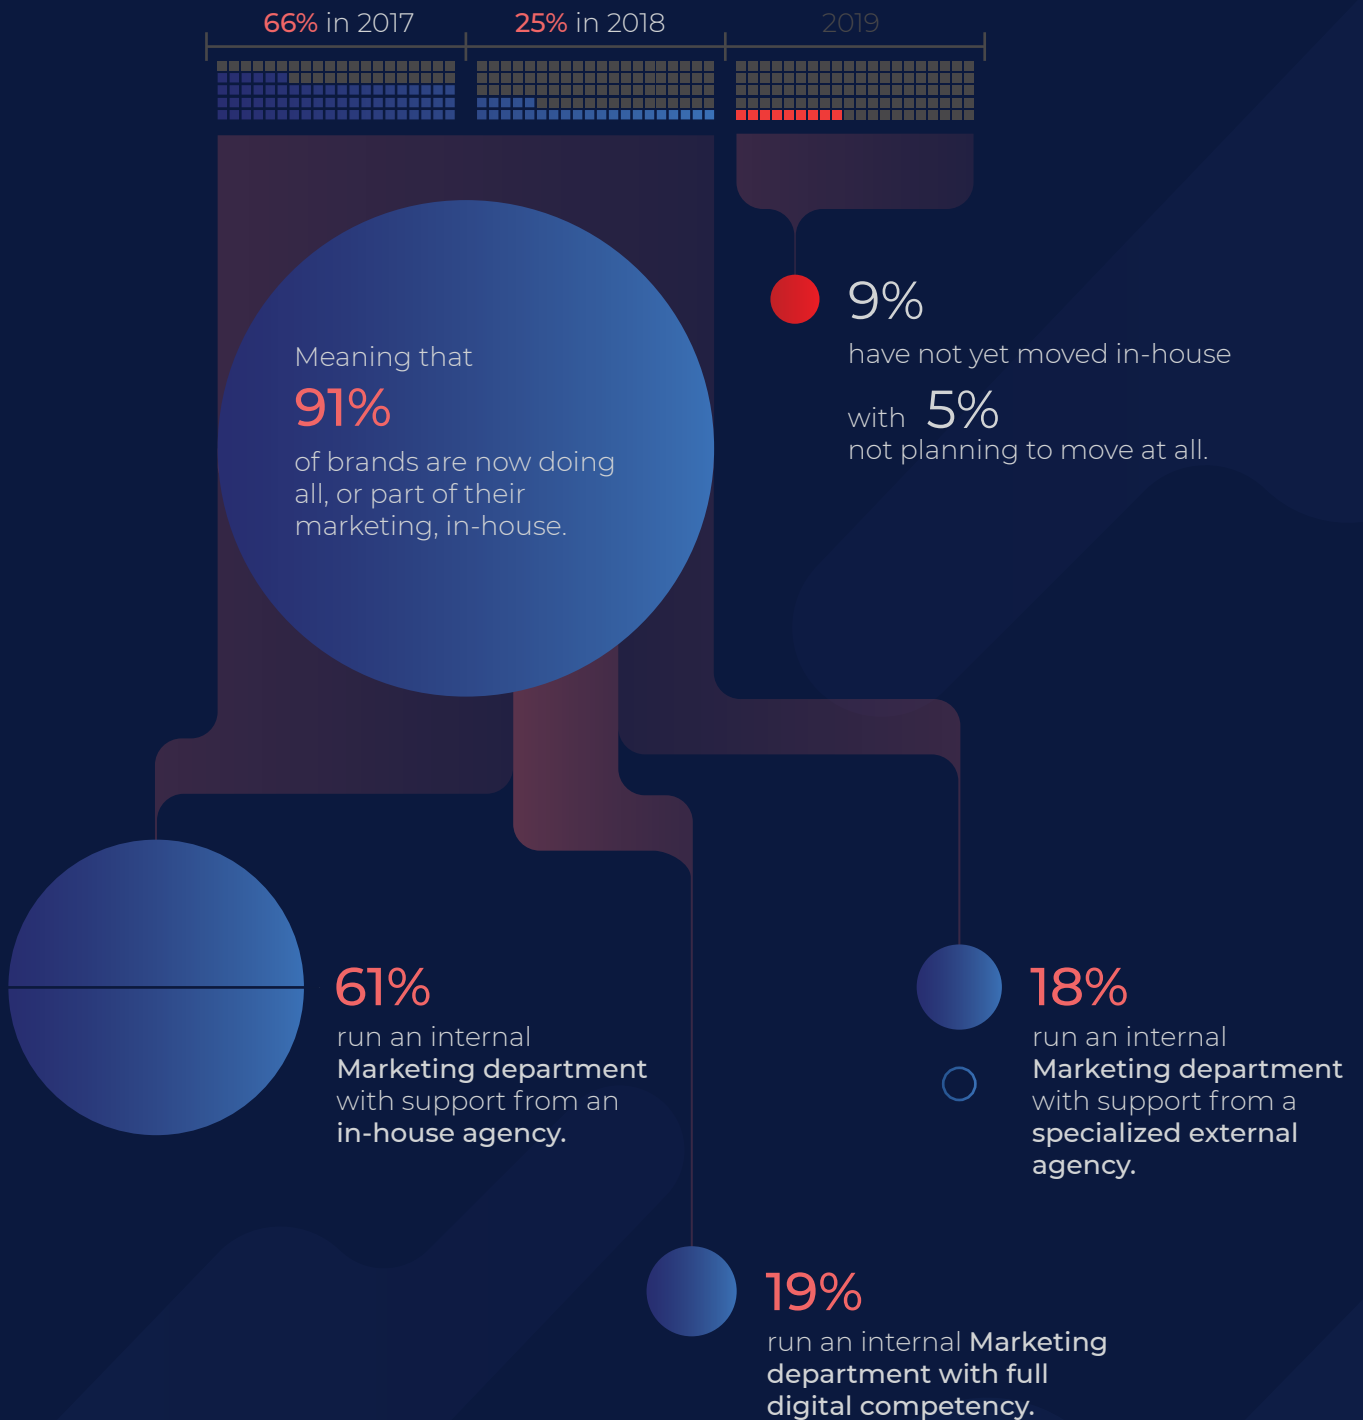 66% in 2017
25% in 2018
2019
Meaning that
91%
of brands are now doing
all, or part of their
marketing, in-house.
9%
have not yet moved in-house
with 5%
not planning to move at all.
61%
run an internal
Marketing department
with support from an
in-house agency.
18%
run an internal
Marketing department
with support from a
specialized external
agency.
19%
run an internal Marketing
department with full
digital competency.